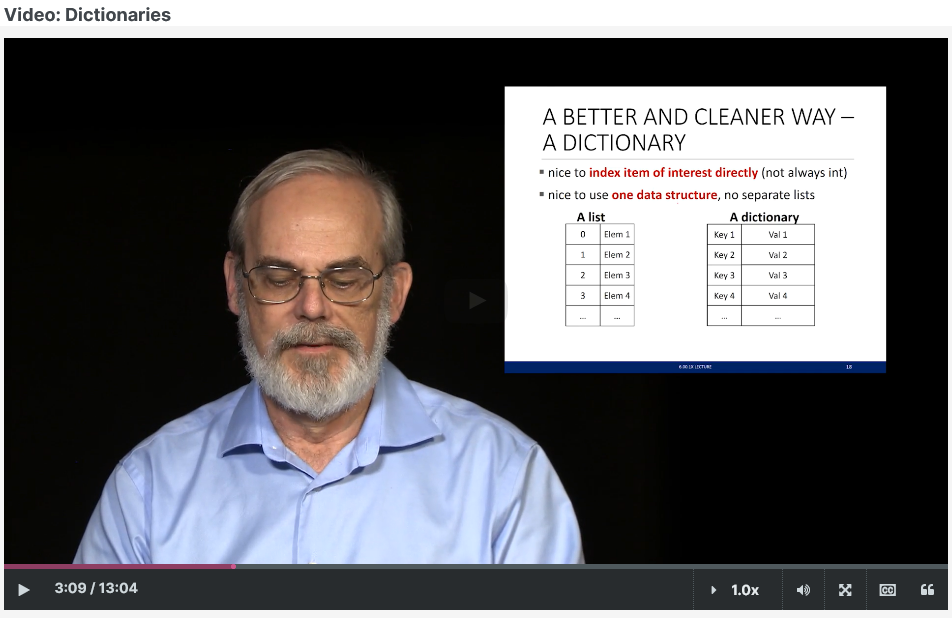 Video: Dictionaries
A BETTER AND CLEANER WAY –
A DICTIONARY
▪ nice to index item of interest directly (not always int)
▪ nice to use one data structure, no separate lists
A list
0 Elem 1
1 Elem 2
2 Elem 3
3 Elem 4
... ...
A dictionary
Key 1 Val 1
Key 2 Val 2
Key 3 Val 3
Key 4 Val 4
... ...
6.00.1X LECTURE 18
3:09 / 13:04
1.0x
CC